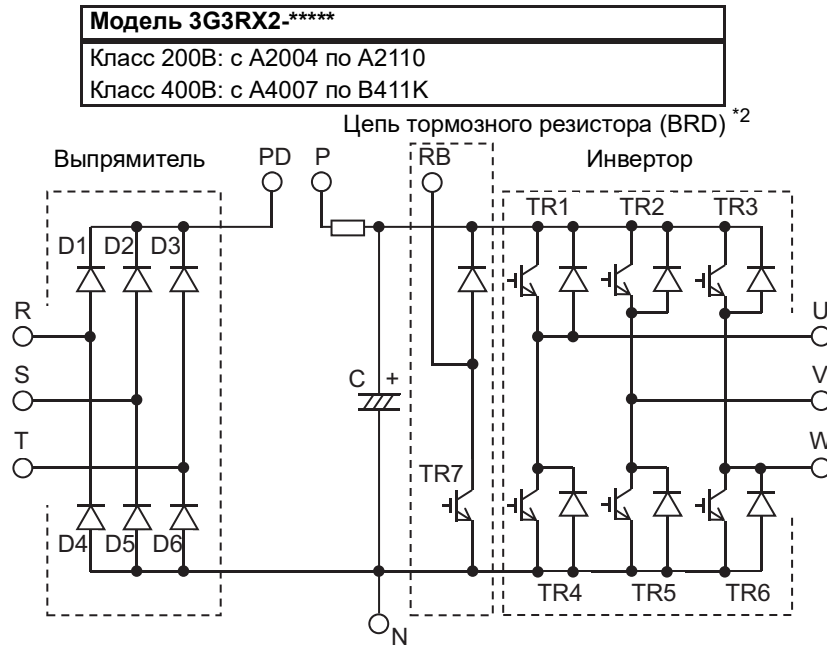 Модель 3G3RX2-*****
Класс 200В: с A2004 по A2110
Класс 400В: с A4007 по B411K
Цепь тормозного резистора (BRD) *2
Выпрямитель PD P RB Инвертор
D1 D2 D3 TR1 TR2 TR3
R U
S C + V
T W
TR7
D4 D5 D6 TR4 TR5 TR6
N